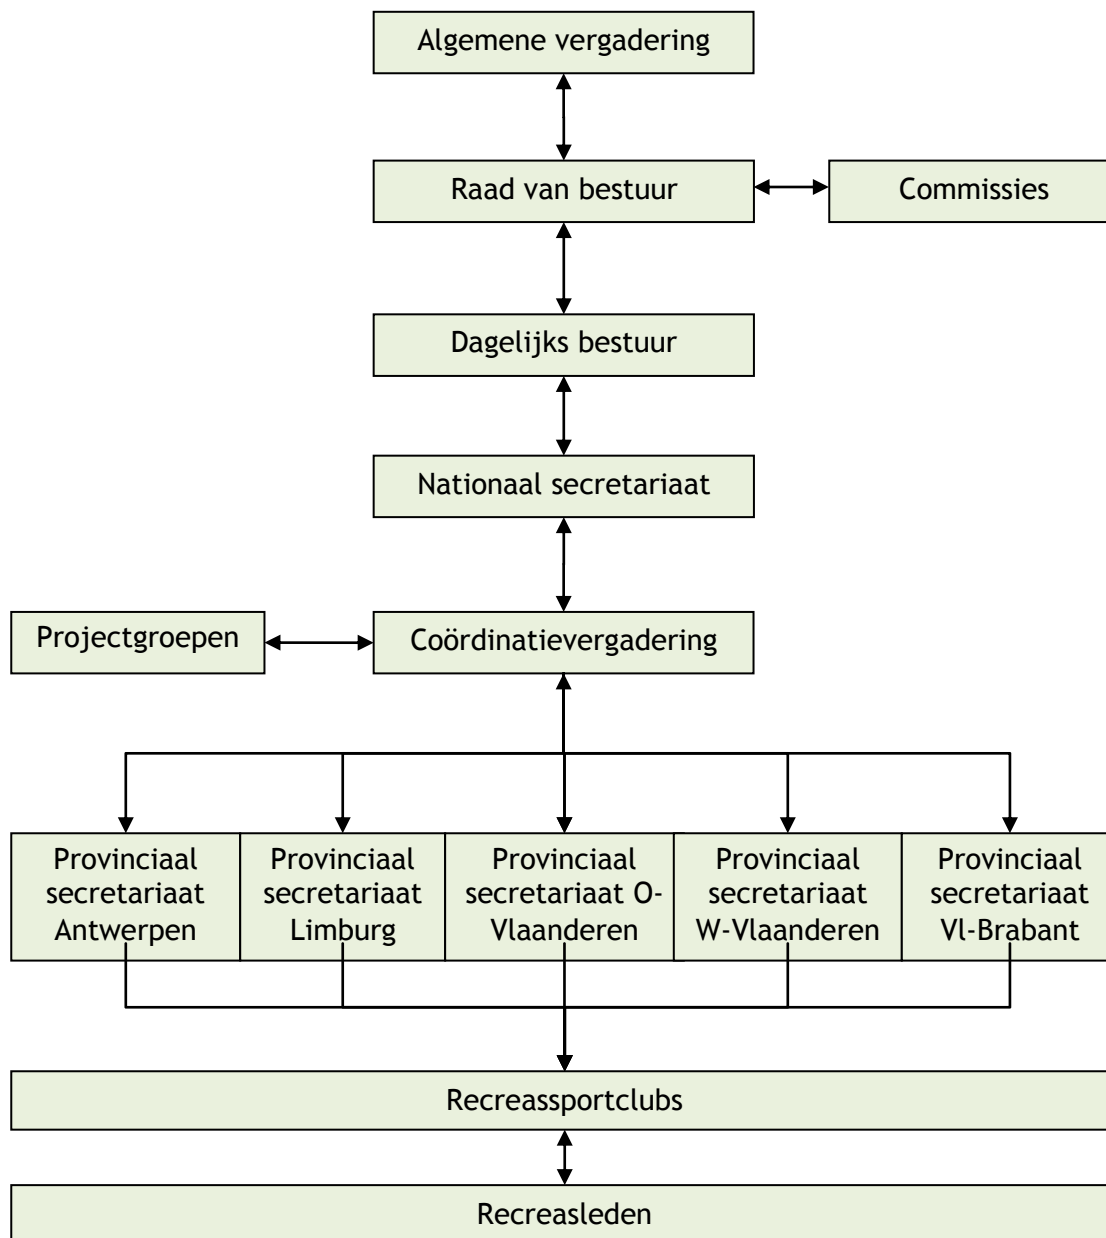 Algemene vergadering
Raad van bestuur
Commissies
Dagelijks bestuur
Nationaal secretariaat
Projectgroepen
Coördinatievergadering
Provinciaal
secretariaat
Antwerpen
Provinciaal
secretariaat
Limburg
Provinciaal
secretariaat O-
Vlaanderen
Provinciaal
secretariaat
W-Vlaanderen
Provinciaal
secretariaat
Vl-Brabant
Recreassportclubs
Recreasleden